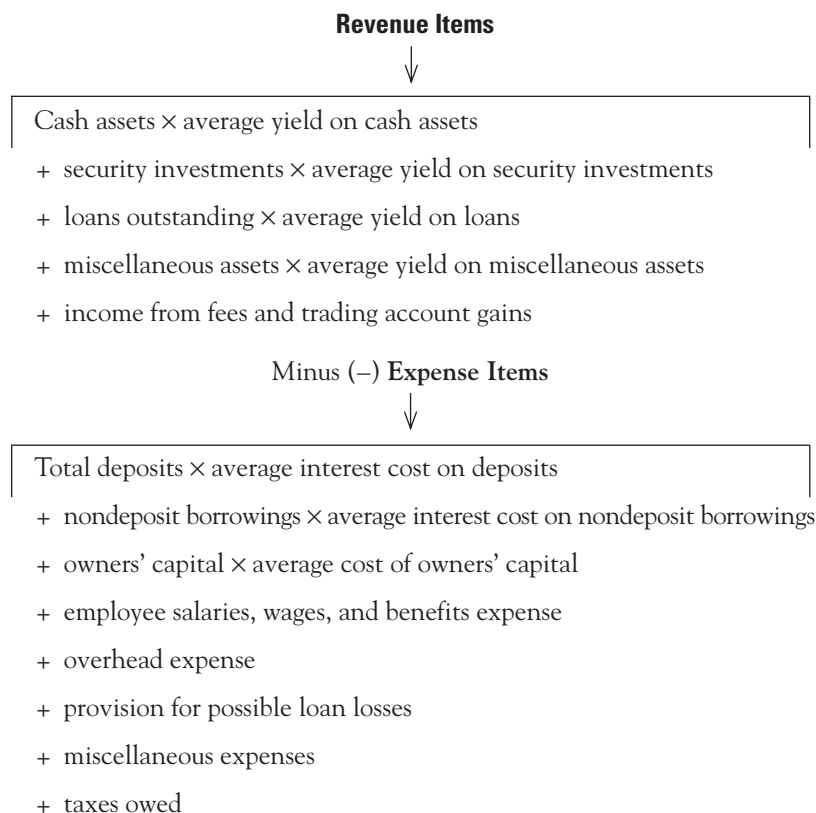 Revenue Items
Cash assets × average yield on cash assets
+ security investments × average yield on security investments
+ loans outstanding × average yield on loans
+ miscellaneous assets × average yield on miscellaneous assets
+ income from fees and trading account gains
Minus (–) Expense Items
Total deposits × average interest cost on deposits
+ nondeposit borrowings × average interest cost on nondeposit borrowings
+ owners’ capital × average cost of owners’ capital
+ employee salaries, wages, and benefits expense
+ overhead expense
+ provision for possible loan losses
+ miscellaneous expenses
+ taxes owed